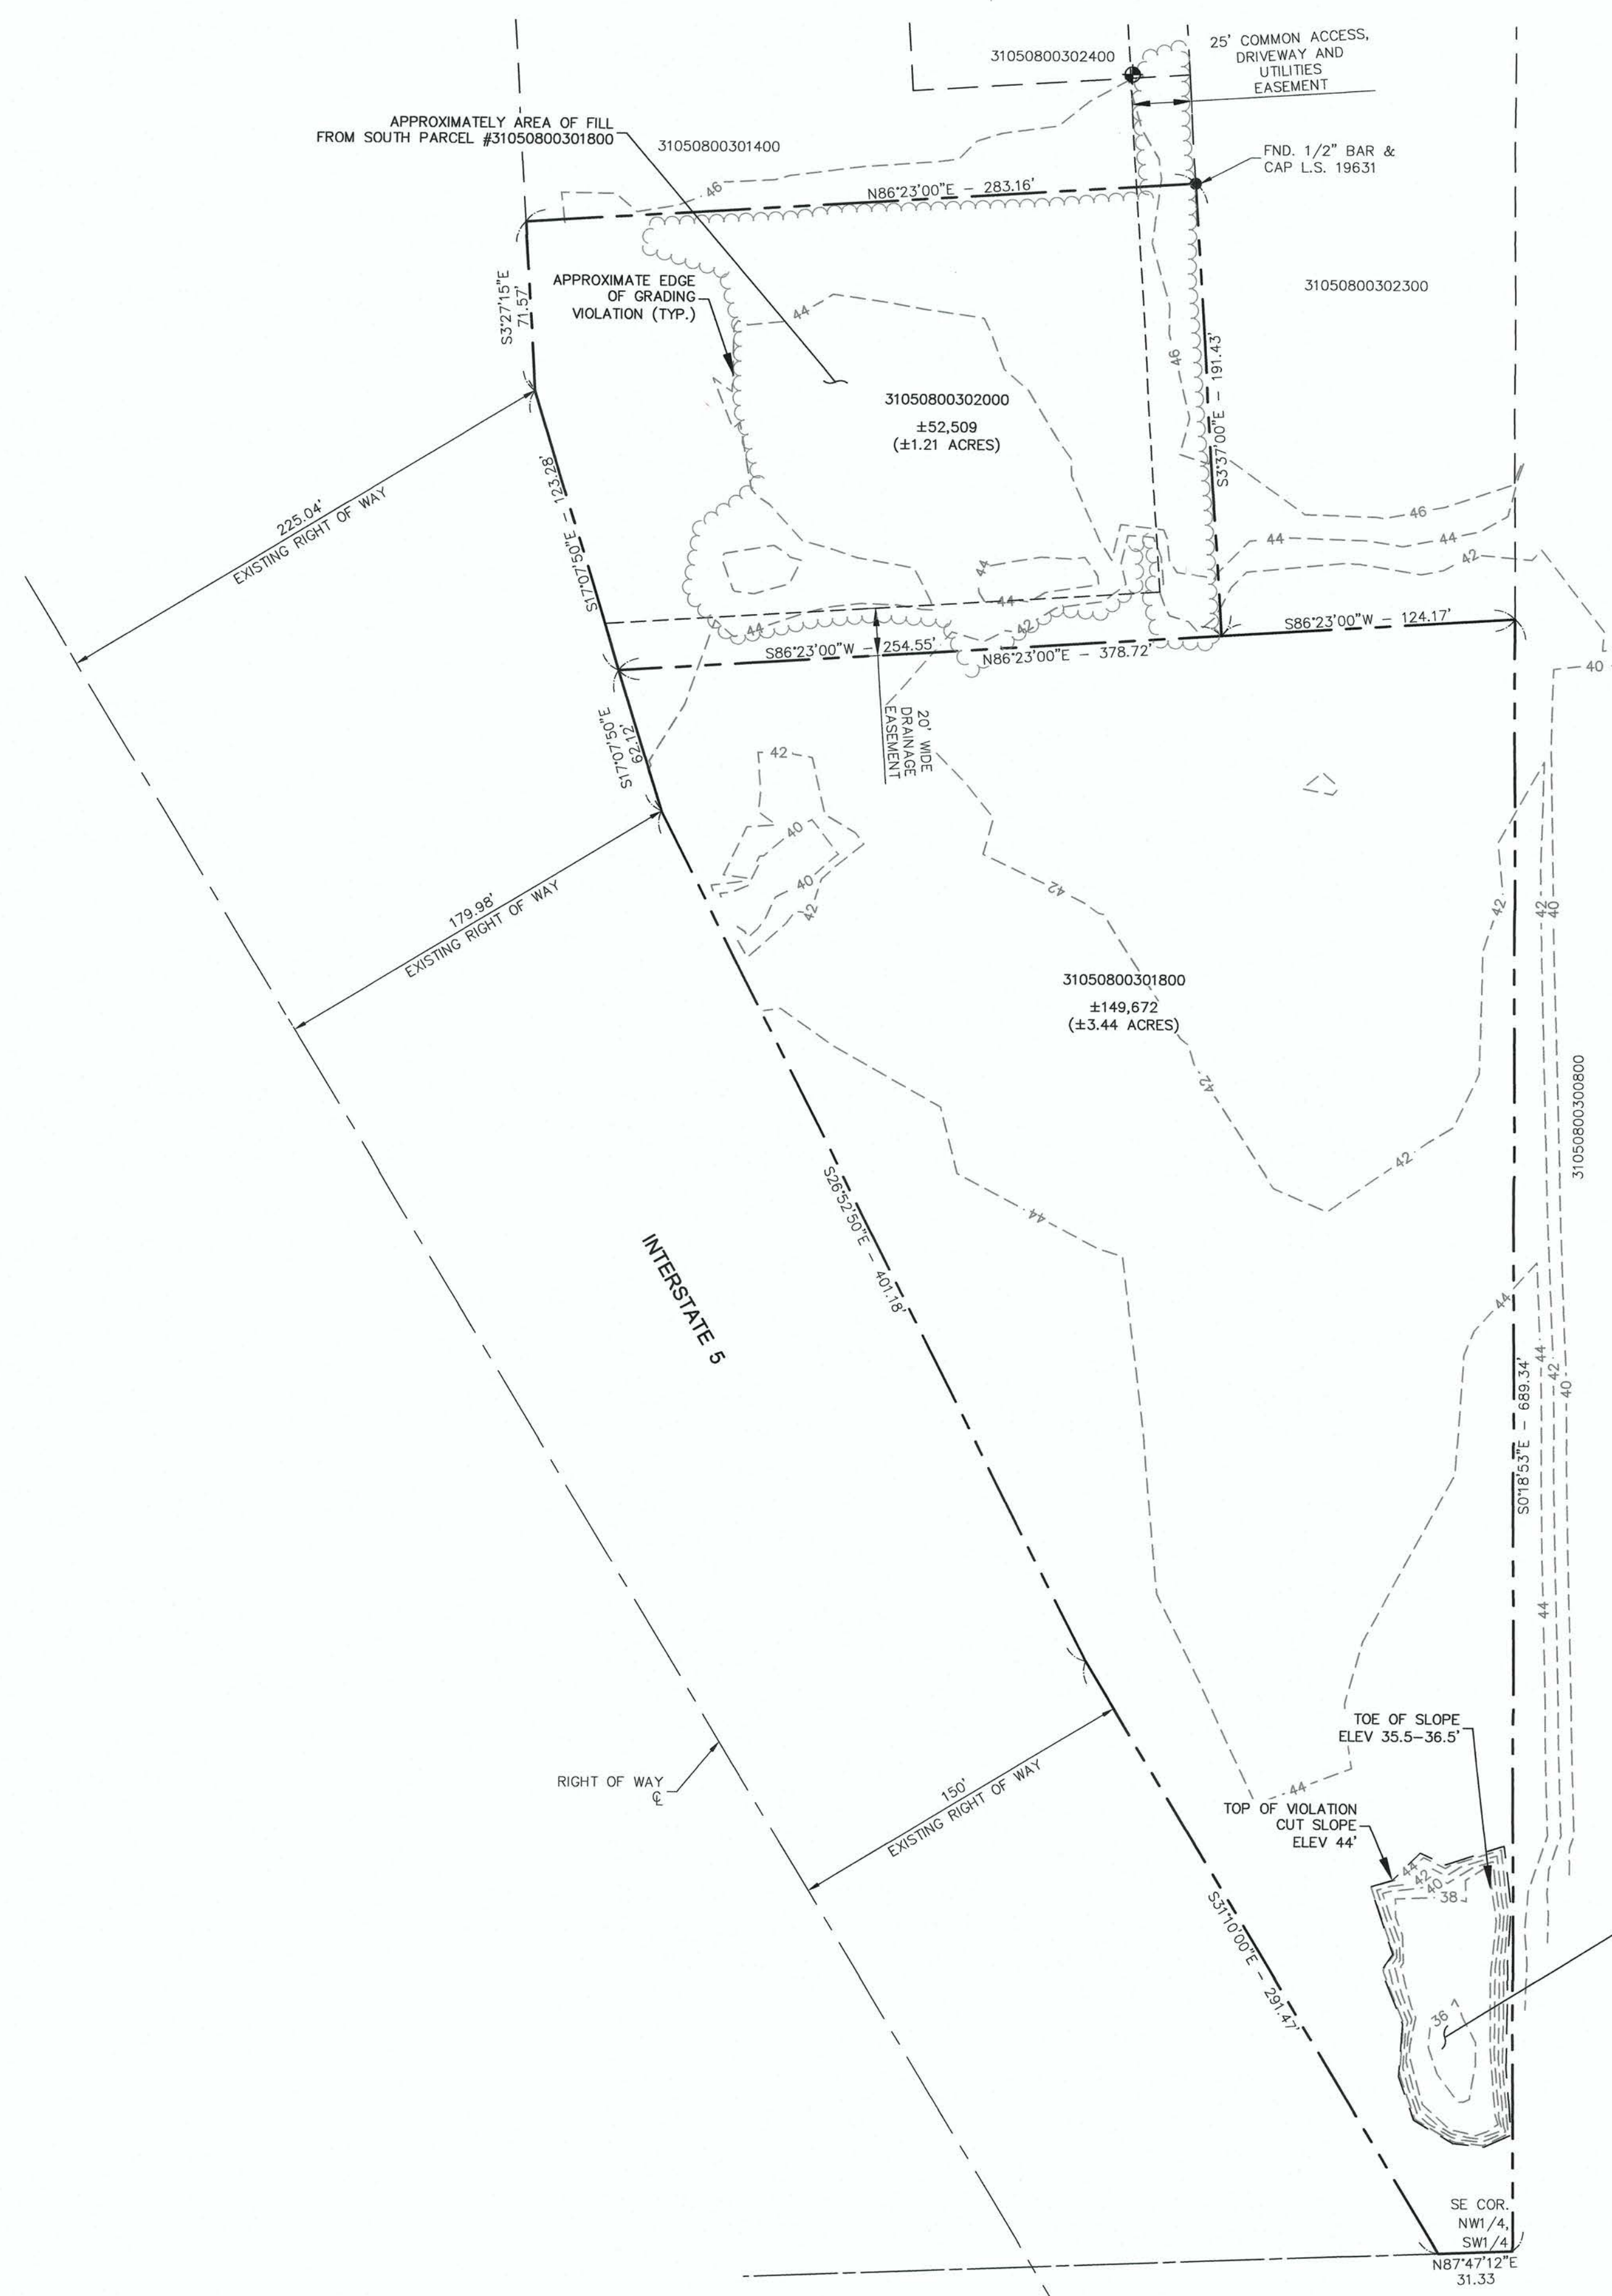 31050800302400
25' COMMON ACCESS,
DRIVEWAY AND
UTILITIES
EASEMENT
APPROXIMATELY AREA OF FILL
FROM SOUTH PARCEL #31050800301800
31050800301400
FND. 1/2" BAR &
CAP L.S. 19631
46
N86°23'00"E - 283.16'
S3°27'15"E
71.57'
APPROXIMATE EDGE
OF GRADING
VIOLATION (TYP.)
31050800302300
44
46
S3°37'00"E - 191.43'
31050800302000
±52,509
(±1.21 ACRES)
225.04'
EXISTING RIGHT OF WAY
S17°07'50"E - 123.28'
46
44
44
42
44
44
44
42
S86°23'00"W - 254.55'
N86°23'00"E - 378.72'
S86°23'00"W - 124.17'
40
20' WIDE
DRAINAGE
EASEMENT
S17°07'50"E
62.12'
42
40
40
42
42
42
42
40
179.98'
EXISTING RIGHT OF WAY
31050800301800
±149,672
(±3.44 ACRES)
42
31050800300800
42
44
S26°52'50"E - 401.18'
INTERSTATE 5
44
44
42
40
S0°18'53"E - 689.34'
44
TOE OF SLOPE
ELEV 35.5-36.5'
RIGHT OF WAY
℄
150'
EXISTING RIGHT OF WAY
44
TOP OF VIOLATION
CUT SLOPE
ELEV 44'
44
42
40
38
S31°10'00"E - 291.47'
36
SE COR.
NW1/4,
SW1/4
N87°47'12"E
31.33